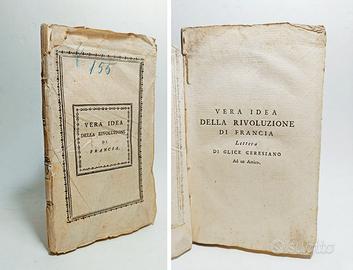 155
VERA IDEA
DELLA RIVOLUZIONE
DI
FRANCIA.
VERA IDEA
DELLA RIVOLUZIONE
DI FRANCIA
Lettera
DI GLICE CERESIANO
Ad un Amico.
subito